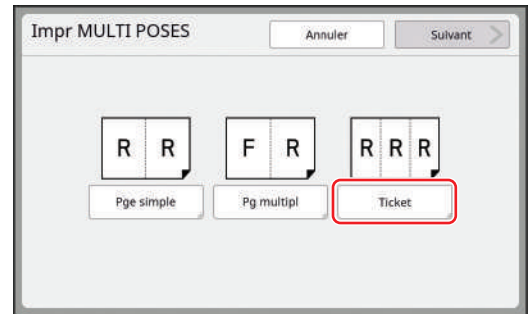 Impr MULTI POSES
Annuler
Suivant
R R
F R
R R R
Pge simple
Pg multipl
Ticket